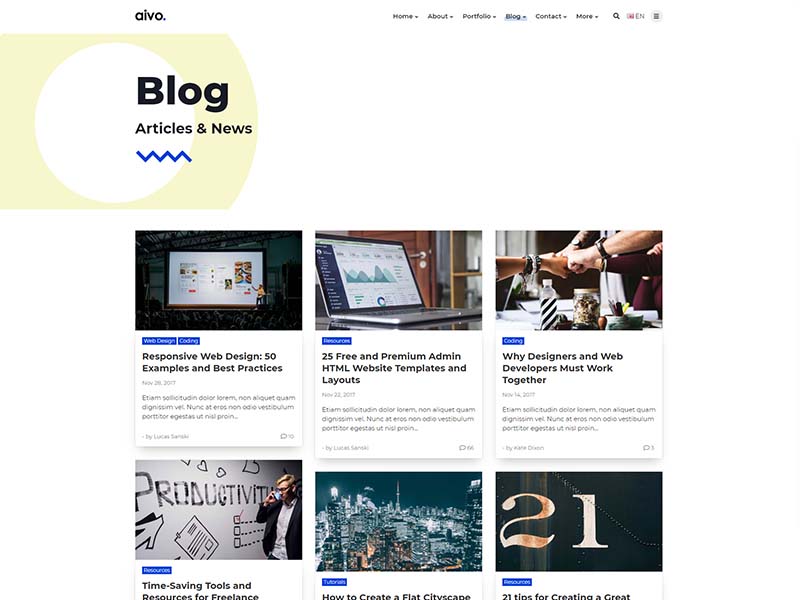 aivo.
Home About Portfolio Blog Contact More EN
Blog
Articles & News
Web Design Coding
Responsive Web Design: 50
Examples and Best Practices
Nov 28, 2017
Etiam sollicitudin dolor lorem, non aliquet quam
dignissim vel. Nunc at eros non odio vestibulum
porttitor egestas ut nisl proin...
- by Lucas Sanski 10
Resources
25 Free and Premium Admin
HTML Website Templates and
Layouts
Nov 22, 2017
Etiam sollicitudin dolor lorem, non aliquet quam
dignissim vel. Nunc at eros non odio vestibulum
porttitor egestas ut nisl proin...
- by Lucas Sanski 66
Coding
Why Designers and Web
Developers Must Work
Together
Nov 14, 2017
Etiam sollicitudin dolor lorem, non aliquet quam
dignissim vel. Nunc at eros non odio vestibulum
porttitor egestas ut nisl proin...
- by Kate Dixon 3
PRODUCTIVITY
Resources
Time-Saving Tools and
Resources for Freelance
Tutorials
How to Create a Flat Cityscape
21
Resources
21 tips for Creating a Great